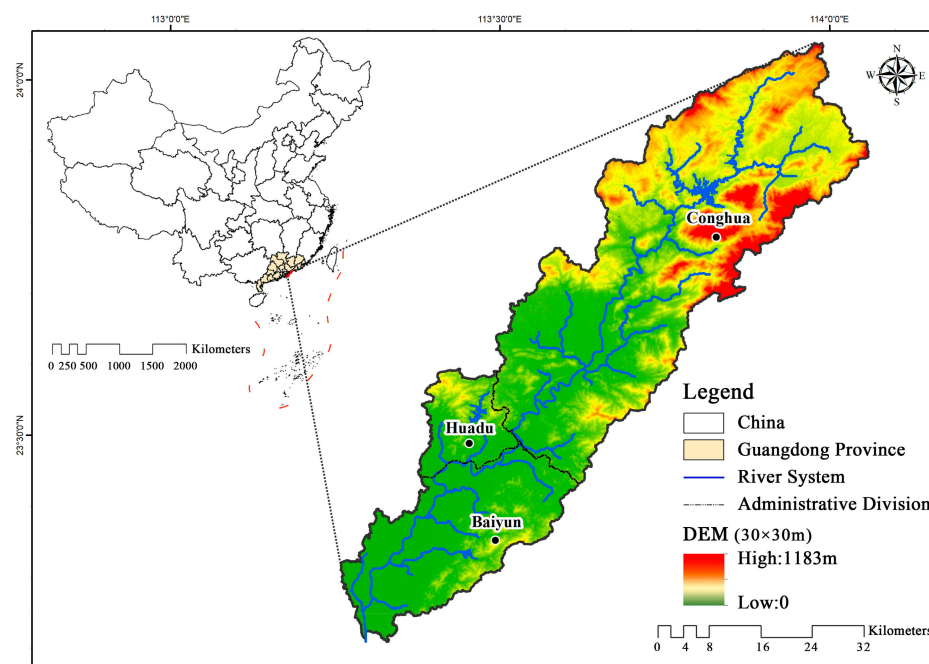 113°0'0"E
113°30'0"E
114°0'0"E
24°0'0"N
23°30'0"N
N
W
E
S
Conghua
Huadu
Baiyun
Kilometers
0 250 500 1000 1500 2000
Legend
China
Guangdong Province
River System
Administrative Division
DEM (30×30m)
High:1183m
Low:0
Kilometers
0 4 8 16 24 32